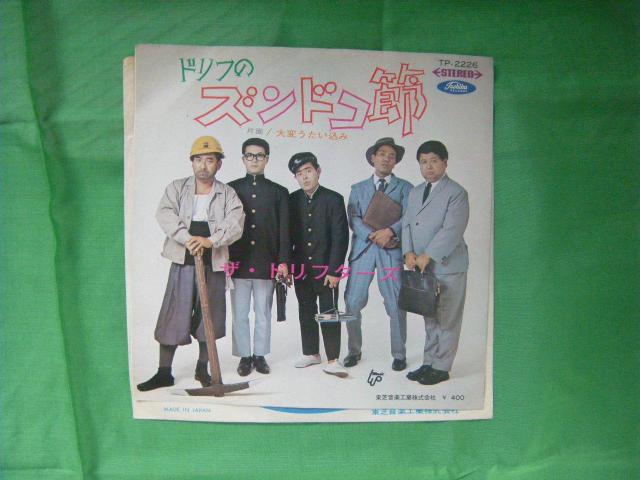 ドリフの
ズンドコ節
片面/大変うたい込み
TP-2226
STEREO
Toshiba
RECORDS
ザ・ドリフターズ
東芝音楽工業株式会社 ¥400
MADE IN JAPAN
東芝音楽工業株式会社